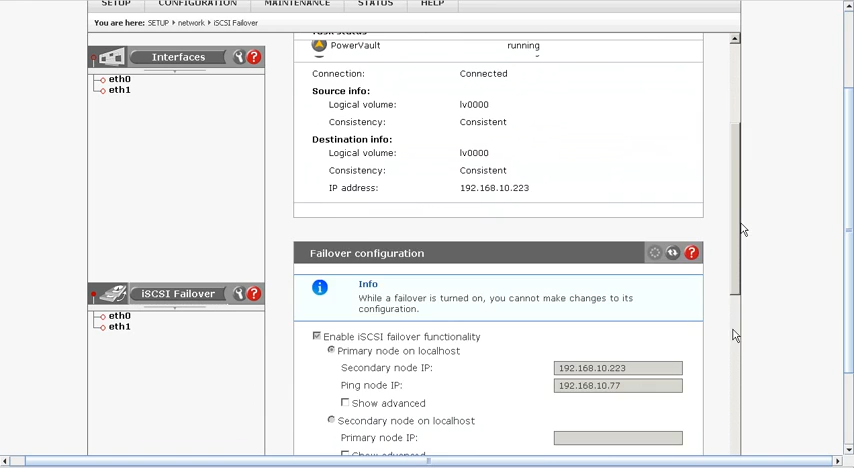 SETUP CONFIGURATION MAINTENANCE STATUS HELP
You are here: SETUP network iSCSI Failover
Interfaces
eth0
eth1
iSCSI Failover
eth0
eth1
Task status
PowerVault running
Connection: Connected
Source info:
Logical volume: lv0000
Consistency: Consistent
Destination info:
Logical volume: lv0000
Consistency: Consistent
IP address: 192.168.10.223
Failover configuration
Info
While a failover is turned on, you cannot make changes to its
configuration.
Enable iSCSI failover functionality
Primary node on localhost
Secondary node IP: 192.168.10.223
Ping node IP: 192.168.10.77
Show advanced
Secondary node on localhost
Primary node IP:
Show advanced